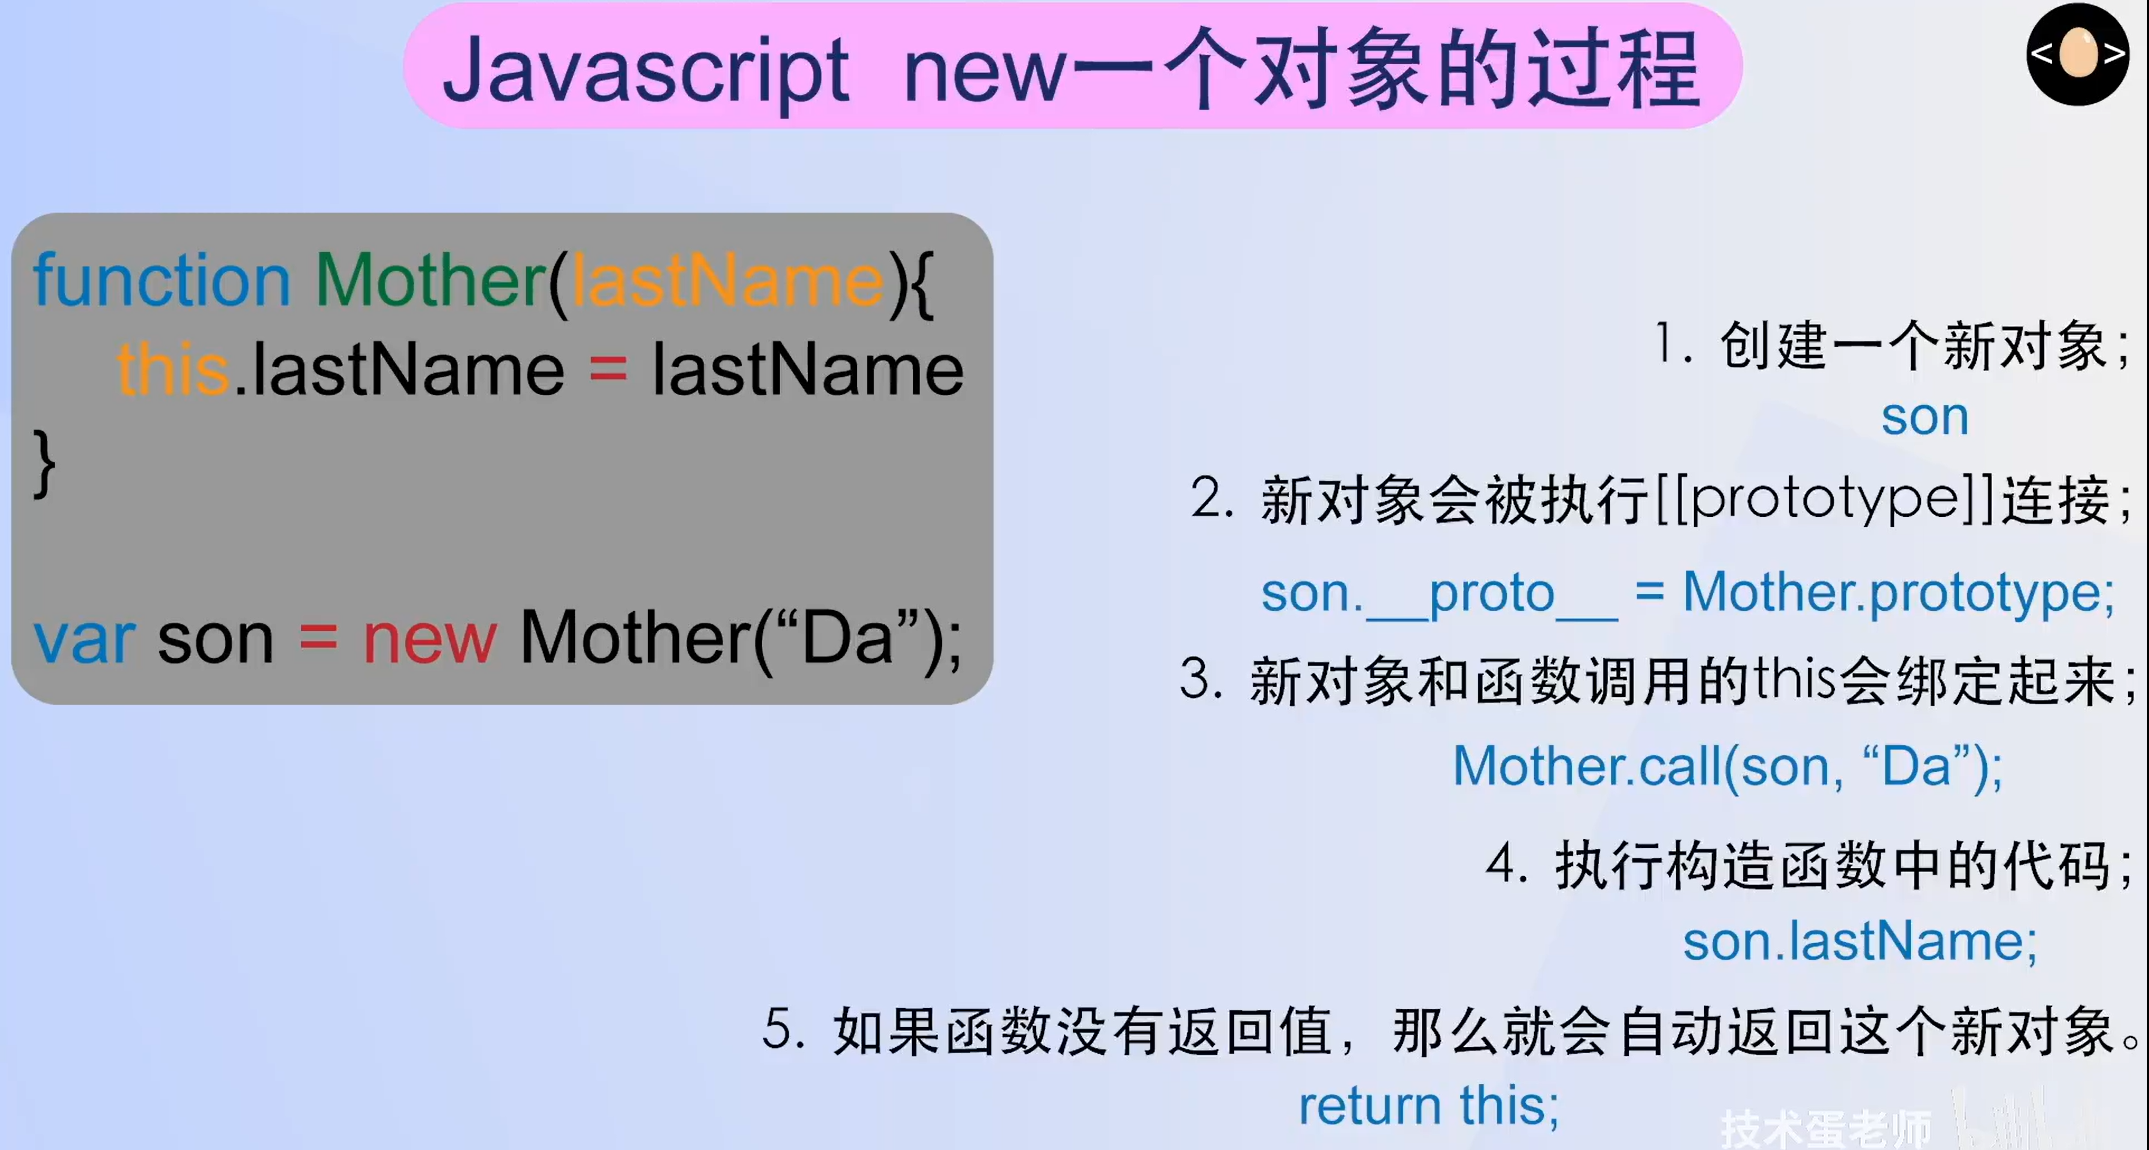 Javascript new一个对象的过程
< >
function Mother(lastName){
this.lastName = lastName
}
var son = new Mother(“Da”);
1. 创建一个新对象;
son
2. 新对象会被执行[[prototype]]连接;
son.__proto__ = Mother.prototype;
3. 新对象和函数调用的this会绑定起来;
Mother.call(son, “Da”);
4. 执行构造函数中的代码;
son.lastName;
5. 如果函数没有返回值，那么就会自动返回这个新对象。
return this;
技术蛋老师